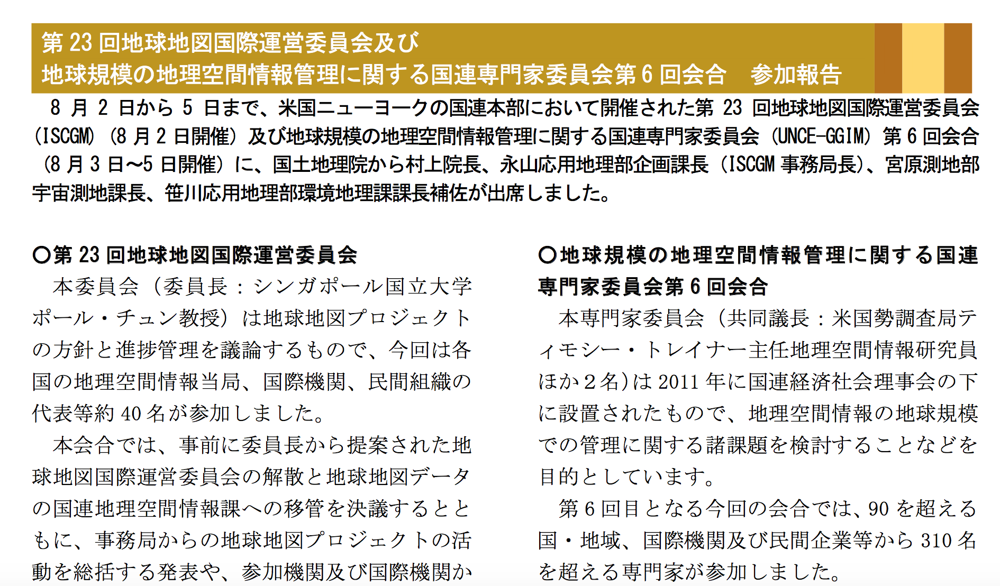 第 23 回地球地図国際運営委員会及び
地球規模の地理空間情報管理に関する国連専門家委員会第 6 回会合　参加報告
8 月 2 日から 5 日まで、米国ニューヨークの国連本部において開催された第 23 回地球地図国際運営委員会
(ISCGM)（8 月 2 日開催）及び地球規模の地理空間情報管理に関する国連専門家委員会（UNCE-GGIM）第 6 回会合
（8 月 3 日～5 日開催）に、国土地理院から村上院長、永山応用地理部企画課長（ISCGM 事務局長）、宮原測地部
宇宙測地課長、笹川応用地理部環境地理課課長補佐が出席しました。
〇第 23 回地球地図国際運営委員会
本委員会（委員長：シンガポール国立大学
ポール・チュン教授）は地球地図プロジェクト
の方針と進捗管理を議論するもので、今回は各
国の地理空間情報当局、国際機関、民間組織の
代表等約 40 名が参加しました。
本会合では、事前に委員長から提案された地
球地図国際運営委員会の解散と地球地図データ
の国連地理空間情報課への移管を決議するとと
もに、事務局からの地球地図プロジェクトの活
動を総括する発表や、参加機関及び国際機関か
〇地球規模の地理空間情報管理に関する国連
専門家委員会第 6 回会合
本専門家委員会（共同議長：米国勢調査局テ
ィモシー・トレイナー主任地理空間情報研究員
ほか２名)は 2011 年に国連経済社会理事会の下
に設置されたもので、地理空間情報の地球規模
での管理に関する諸課題を検討することなどを
目的としています。
第 6 回目となる今回の会合では、90 を超える
国・地域、国際機関及び民間企業等から 310 名
を超える専門家が参加しました。